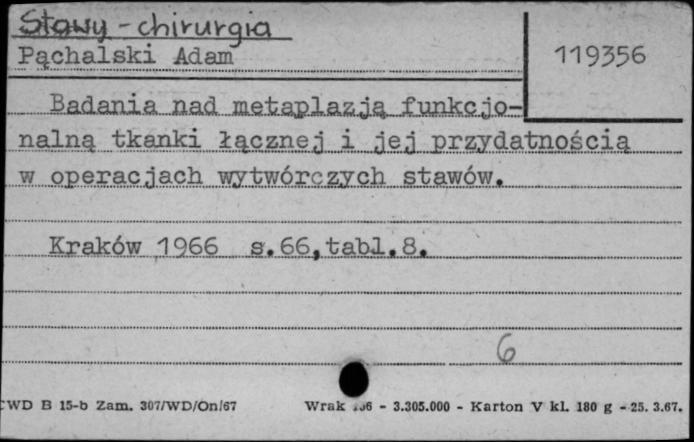 Stawy - chirurgia
Pąchalski Adam
119356
Badania nad metaplazją funkcjo-
nalną tkanki łącznej i jej przydatnością
w operacjach wytwórczych stawów.
Kraków 1966 s.66,tabl.8.
6
WD B 15-b Zam. 307/WD/On/67
Wrak - 3.305.000 - Karton V kl. 180 g - 25. 3.67.